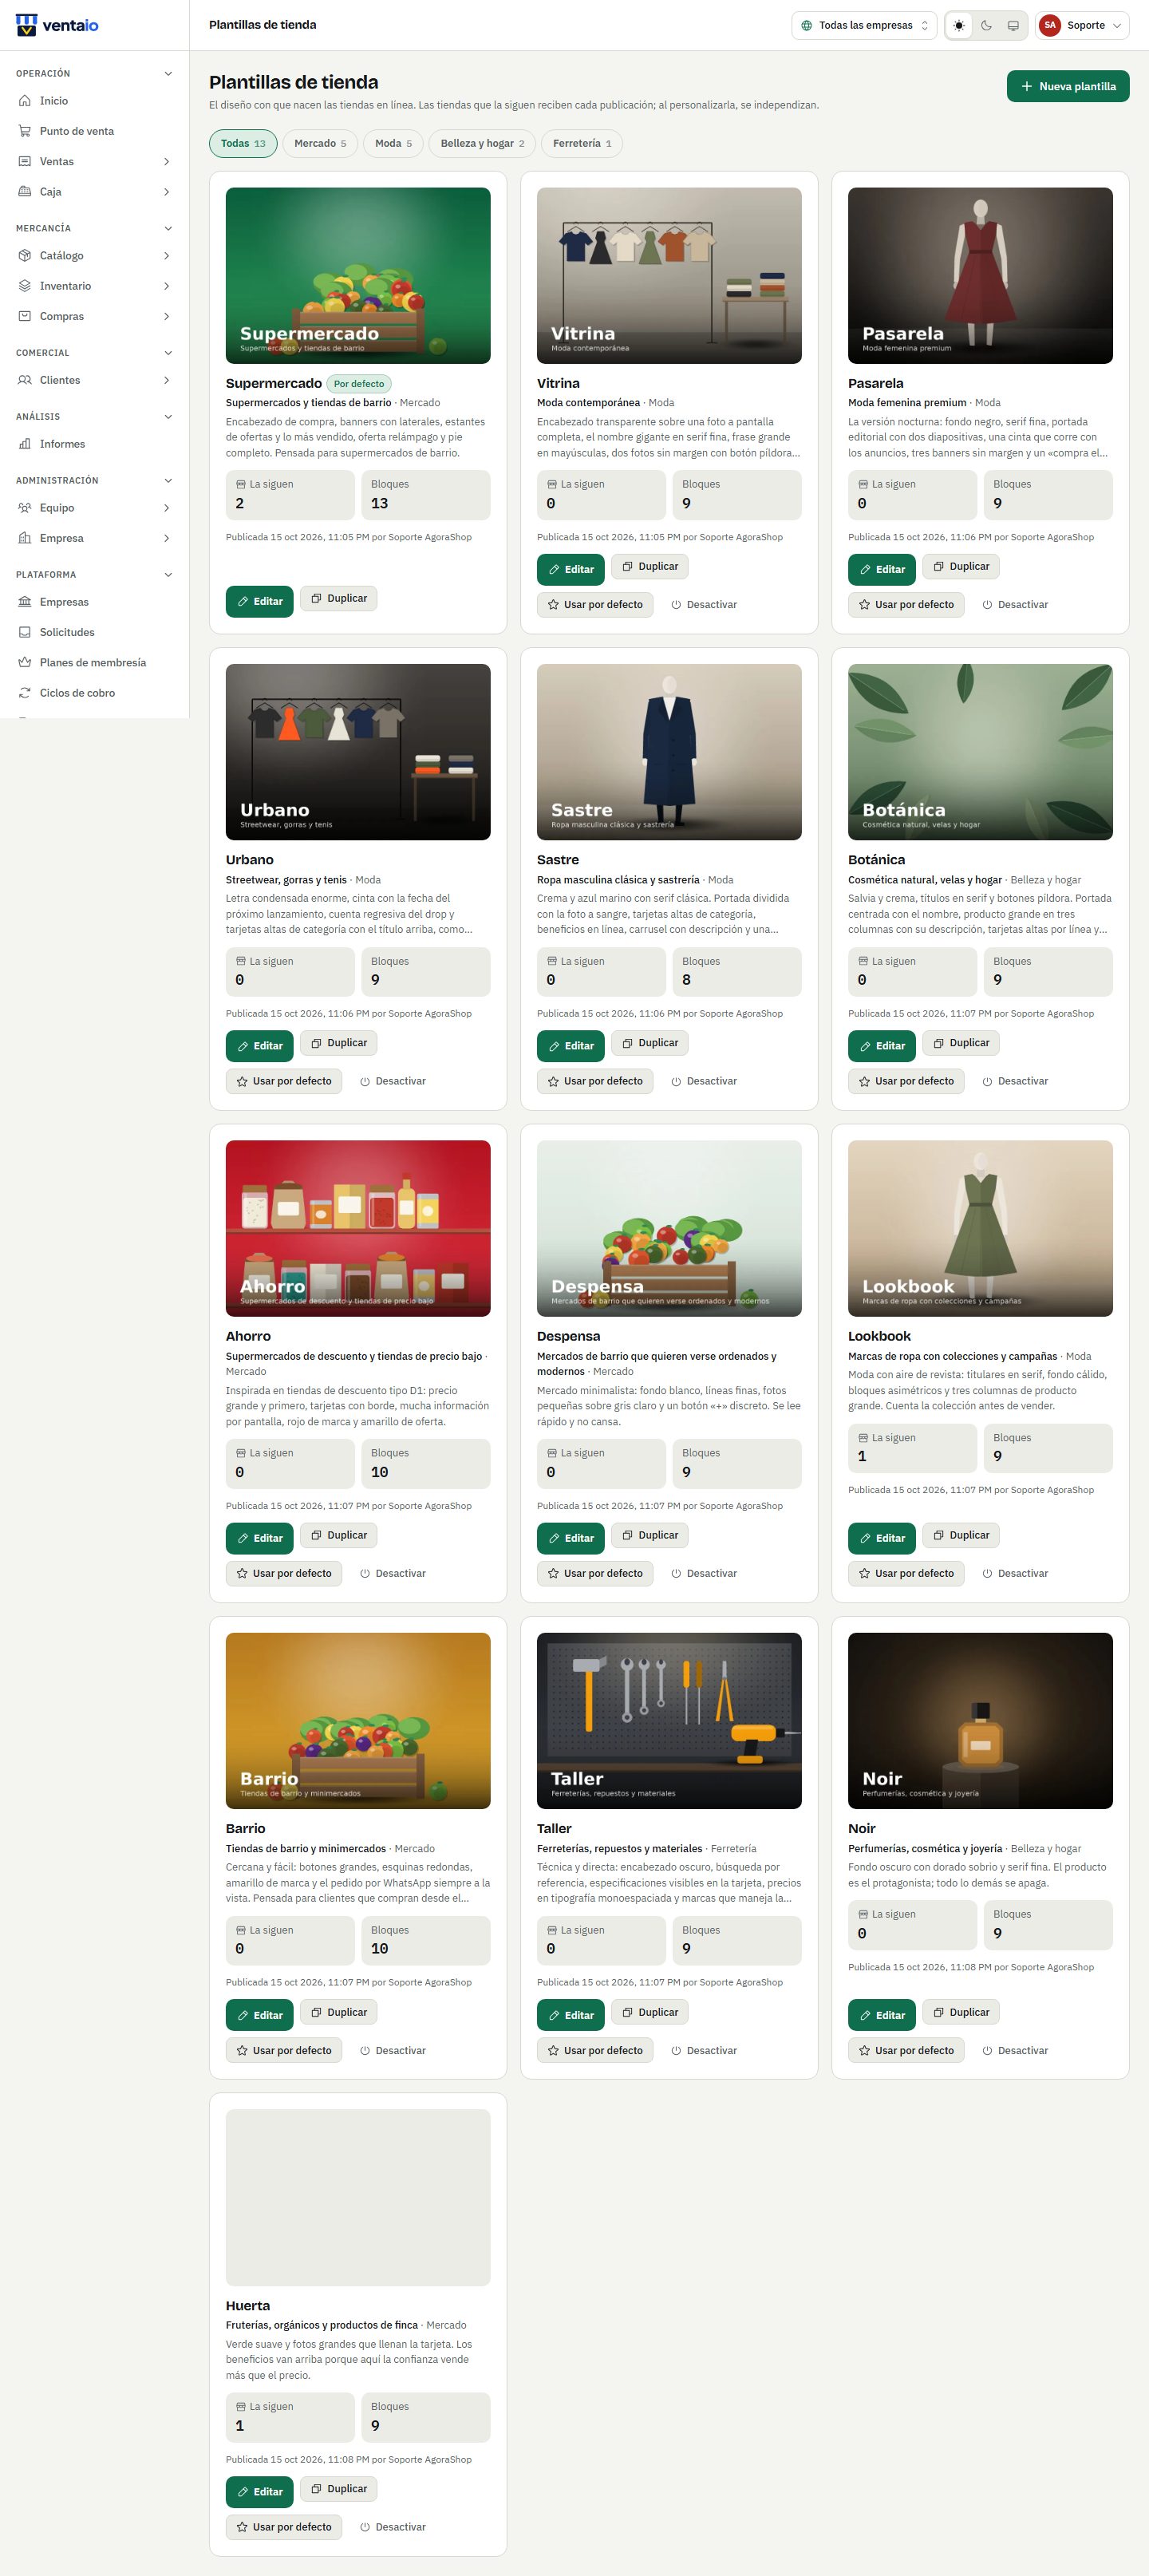 ventaio
Plantillas de tienda
Todas las empresas
SA
Soporte
OPERACIÓN
Inicio
Punto de venta
Ventas
Caja
MERCANCÍA
Catálogo
Inventario
Compras
COMERCIAL
Clientes
ANÁLISIS
Informes
ADMINISTRACIÓN
Equipo
Empresa
PLATAFORMA
Empresas
Solicitudes
Planes de membresía
Ciclos de cobro
Plantillas de tienda
El diseño con que nacen las tiendas en línea. Las tiendas que la siguen reciben cada publicación; al personalizarla, se independizan.
Nueva plantilla
Todas 13
Mercado 5
Moda 5
Belleza y hogar 2
Ferretería 1
Supermercado
Supermercados y tiendas de barrio
Supermercado Por defecto
Supermercados y tiendas de barrio · Mercado
Encabezado de compra, banners con laterales, estantes
de ofertas y lo más vendido, oferta relámpago y pie
completo. Pensada para supermercados de barrio.
La siguen
2
Bloques
13
Publicada 15 oct 2026, 11:05 PM por Soporte AgoraShop
Editar
Duplicar
Vitrina
Moda contemporánea
Vitrina
Moda contemporánea · Moda
Encabezado transparente sobre una foto a pantalla
completa, el nombre gigante en serif fina, frase grande
en mayúsculas, dos fotos sin margen con botón píldora…
La siguen
0
Bloques
9
Publicada 15 oct 2026, 11:05 PM por Soporte AgoraShop
Editar
Duplicar
Usar por defecto
Desactivar
Pasarela
Moda femenina premium
Pasarela
Moda femenina premium · Moda
La versión nocturna: fondo negro, serif fina, portada
editorial con dos diapositivas, una cinta que corre con
los anuncios, tres banners sin margen y un «compra el…
La siguen
0
Bloques
9
Publicada 15 oct 2026, 11:06 PM por Soporte AgoraShop
Editar
Duplicar
Usar por defecto
Desactivar
Urbano
Streetwear, gorras y tenis
Urbano
Streetwear, gorras y tenis · Moda
Letra condensada enorme, cinta con la fecha del
próximo lanzamiento, cuenta regresiva del drop y
tarjetas altas de categoría con el título arriba, como…
La siguen
0
Bloques
9
Publicada 15 oct 2026, 11:06 PM por Soporte AgoraShop
Editar
Duplicar
Usar por defecto
Desactivar
Sastre
Ropa masculina clásica y sastrería
Sastre
Ropa masculina clásica y sastrería · Moda
Crema y azul marino con serif clásica. Portada dividida
con la foto a sangre, tarjetas altas de categoría,
beneficios en línea, carrusel con descripción y una…
La siguen
0
Bloques
8
Publicada 15 oct 2026, 11:06 PM por Soporte AgoraShop
Editar
Duplicar
Usar por defecto
Desactivar
Botánica
Cosmética natural, velas y hogar
Botánica
Cosmética natural, velas y hogar · Belleza y hogar
Salvia y crema, títulos en serif y botones píldora. Portada
centrada con el nombre, producto grande en tres
columnas con su descripción, tarjetas altas por línea y…
La siguen
0
Bloques
9
Publicada 15 oct 2026, 11:07 PM por Soporte AgoraShop
Editar
Duplicar
Usar por defecto
Desactivar
Ahorro
Supermercados de descuento y tiendas de precio bajo
Ahorro
Supermercados de descuento y tiendas de precio bajo ·
Mercado
Inspirada en tiendas de descuento tipo D1: precio
grande y primero, tarjetas con borde, mucha información
por pantalla, rojo de marca y amarillo de oferta.
La siguen
0
Bloques
10
Publicada 15 oct 2026, 11:07 PM por Soporte AgoraShop
Editar
Duplicar
Usar por defecto
Desactivar
Despensa
Mercados de barrio que quieren verse ordenados y modernos
Despensa
Mercados de barrio que quieren verse ordenados y
modernos · Mercado
Mercado minimalista: fondo blanco, líneas finas, fotos
pequeñas sobre gris claro y un botón «+» discreto. Se lee
rápido y no cansa.
La siguen
0
Bloques
9
Publicada 15 oct 2026, 11:07 PM por Soporte AgoraShop
Editar
Duplicar
Usar por defecto
Desactivar
Lookbook
Marcas de ropa con colecciones y campañas
Lookbook
Marcas de ropa con colecciones y campañas · Moda
Moda con aire de revista: titulares en serif, fondo cálido,
bloques asimétricos y tres columnas de producto
grande. Cuenta la colección antes de vender.
La siguen
1
Bloques
9
Publicada 15 oct 2026, 11:07 PM por Soporte AgoraShop
Editar
Duplicar
Usar por defecto
Desactivar
Barrio
Tiendas de barrio y minimercados
Barrio
Tiendas de barrio y minimercados · Mercado
Cercana y fácil: botones grandes, esquinas redondas,
amarillo de marca y el pedido por WhatsApp siempre a la
vista. Pensada para clientes que compran desde el…
La siguen
0
Bloques
10
Publicada 15 oct 2026, 11:07 PM por Soporte AgoraShop
Editar
Duplicar
Usar por defecto
Desactivar
Taller
Ferreterías, repuestos y materiales
Taller
Ferreterías, repuestos y materiales · Ferretería
Técnica y directa: encabezado oscuro, búsqueda por
referencia, especificaciones visibles en la tarjeta, precios
en tipografía monoespaciada y marcas que maneja la…
La siguen
0
Bloques
9
Publicada 15 oct 2026, 11:07 PM por Soporte AgoraShop
Editar
Duplicar
Usar por defecto
Desactivar
Noir
Perfumerías, cosmética y joyería
Noir
Perfumerías, cosmética y joyería · Belleza y hogar
Fondo oscuro con dorado sobrio y serif fina. El producto
es el protagonista; todo lo demás se apaga.
La siguen
0
Bloques
9
Publicada 15 oct 2026, 11:08 PM por Soporte AgoraShop
Editar
Duplicar
Usar por defecto
Desactivar
Huerta
Fruterías, orgánicos y productos de finca · Mercado
Verde suave y fotos grandes que llenan la tarjeta. Los
beneficios van arriba porque aquí la confianza vende
más que el precio.
La siguen
1
Bloques
9
Publicada 15 oct 2026, 11:08 PM por Soporte AgoraShop
Editar
Duplicar
Usar por defecto
Desactivar